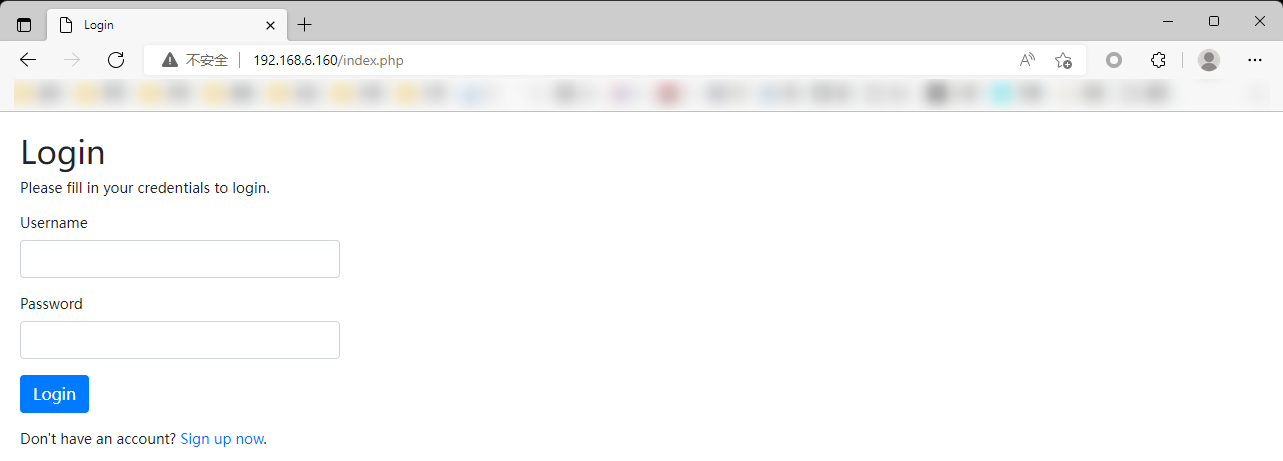 Login
不安全 192.168.6.160/index.php
Login
Please fill in your credentials to login.
Username
Password
Login
Don't have an account? Sign up now.